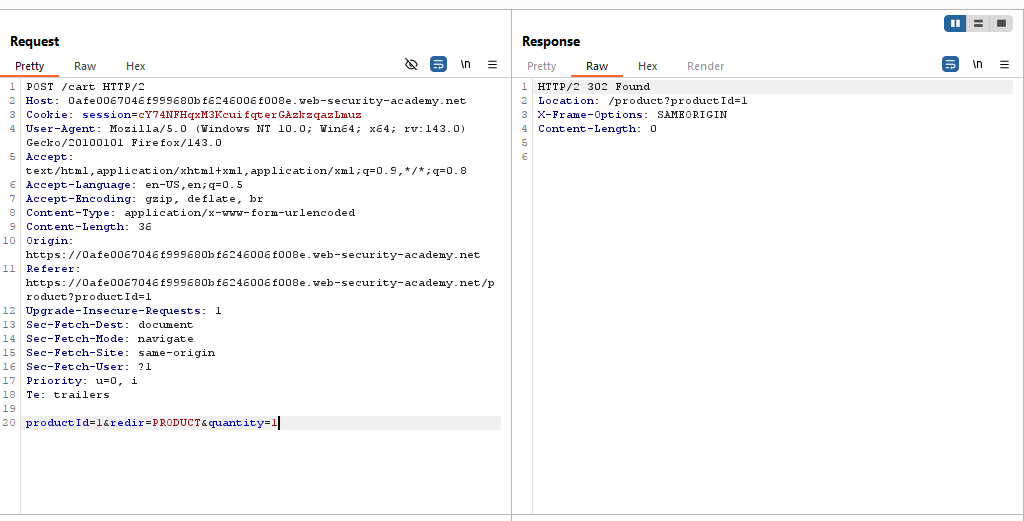 Request
Pretty Raw Hex \n
1 POST /cart HTTP/2
2 Host: 0afe0067046f999680bf6246006f008e.web-security-academy.net
3 Cookie: session=cY74NFHqxM3KcuifqterGAzkzqazLmuz
4 User-Agent: Mozilla/5.0 (Windows NT 10.0; Win64; x64; rv:143.0)
Gecko/20100101 Firefox/143.0
5 Accept:
text/html,application/xhtml+xml,application/xml;q=0.9,*/*;q=0.8
6 Accept-Language: en-US,en;q=0.5
7 Accept-Encoding: gzip, deflate, br
8 Content-Type: application/x-www-form-urlencoded
9 Content-Length: 36
10 Origin:
https://0afe0067046f999680bf6246006f008e.web-security-academy.net
11 Referer:
https://0afe0067046f999680bf6246006f008e.web-security-academy.net/p
roduct?productId=1
12 Upgrade-Insecure-Requests: 1
13 Sec-Fetch-Dest: document
14 Sec-Fetch-Mode: navigate
15 Sec-Fetch-Site: same-origin
16 Sec-Fetch-User: ?1
17 Priority: u=0, i
18 Te: trailers
19
20 productId=1&redir=PRODUCT&quantity=1
Response
Pretty Raw Hex Render \n
1 HTTP/2 302 Found
2 Location: /product?productId=1
3 X-Frame-Options: SAMEORIGIN
4 Content-Length: 0
5
6